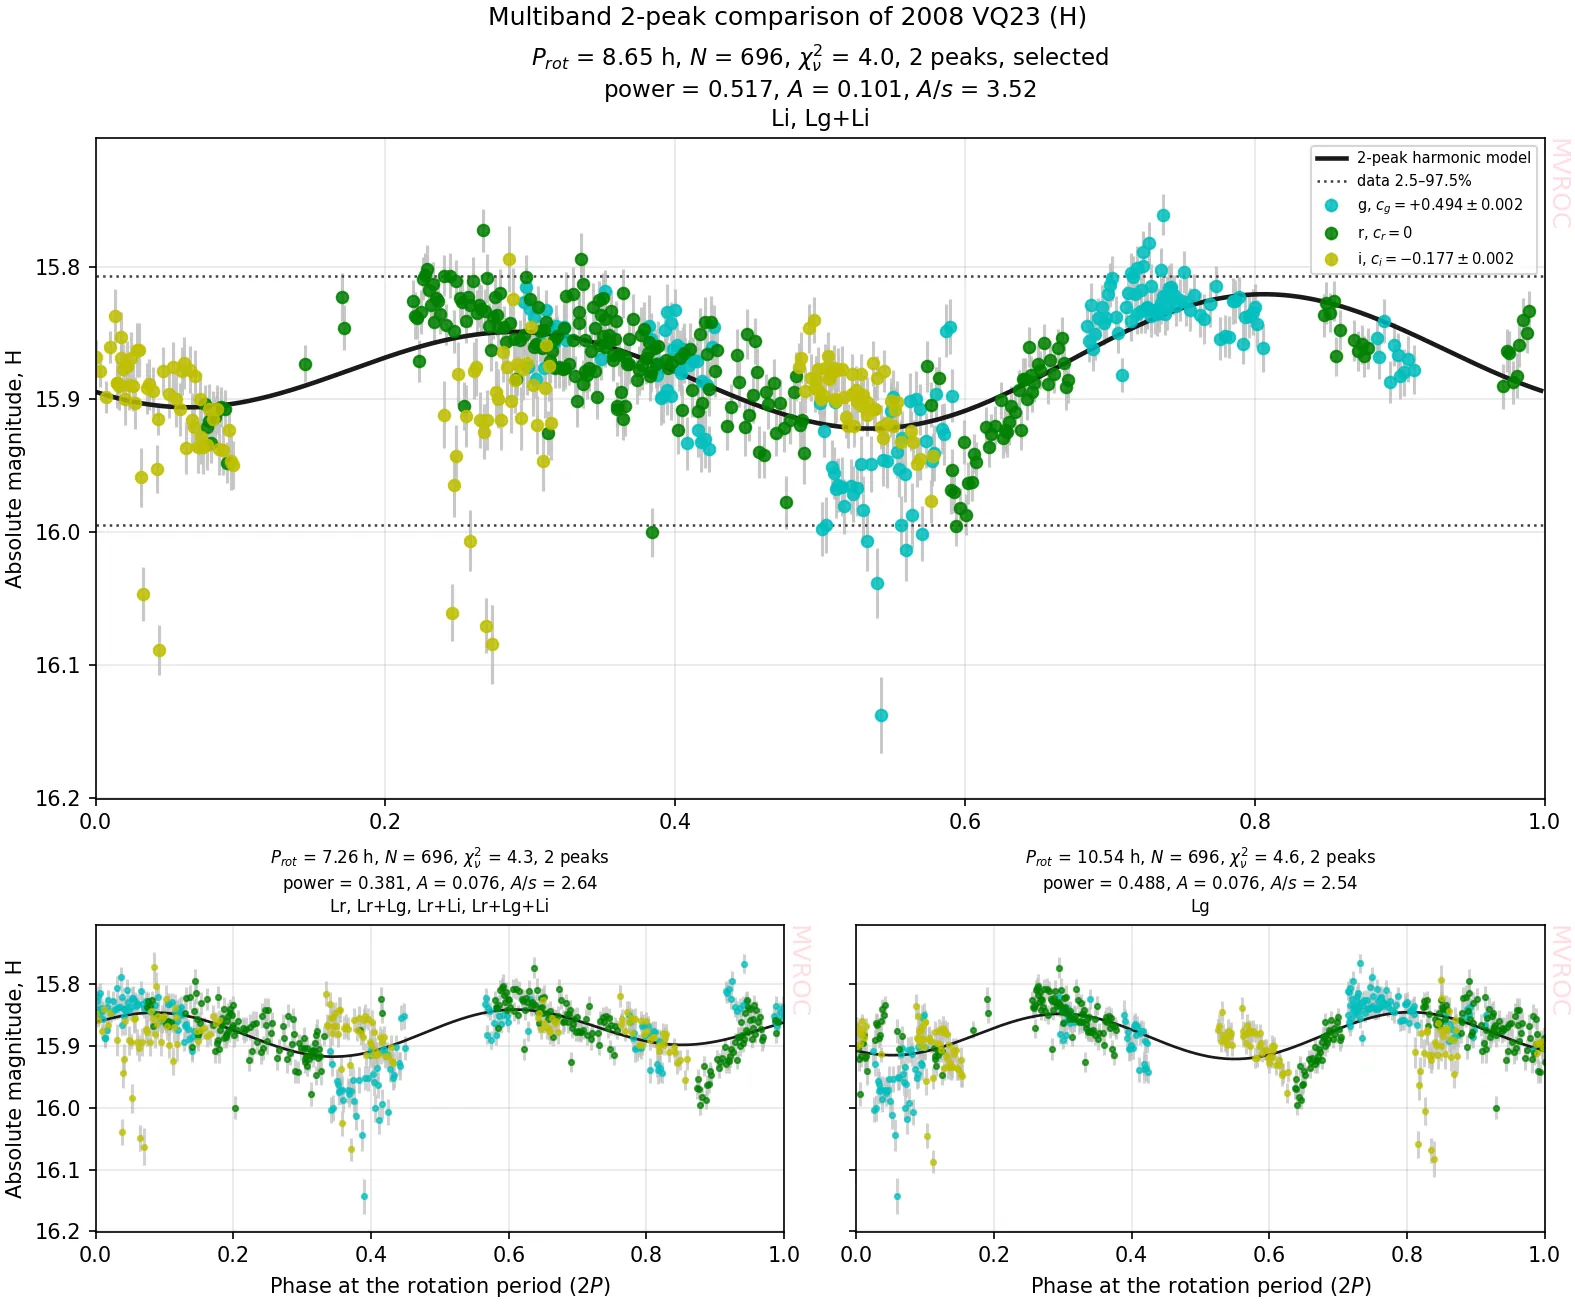 Multiband 2-peak comparison of 2008 VQ23 (H)
P_rot = 8.65 h, N = 696, χ²_ν = 4.0, 2 peaks, selected
power = 0.517, A = 0.101, A/s = 3.52
Li, Lg+Li
2-peak harmonic model
data 2.5–97.5%
g, c_g = +0.494 ± 0.002
r, c_r = 0
i, c_i = −0.177 ± 0.002
MVROC
Absolute magnitude, H
15.8
15.9
16.0
16.1
16.2
0.0 0.2 0.4 0.6 0.8 1.0
P_rot = 7.26 h, N = 696, χ²_ν = 4.3, 2 peaks
power = 0.381, A = 0.076, A/s = 2.64
Lr, Lr+Lg, Lr+Li, Lr+Lg+Li
MVROC
Absolute magnitude, H
15.8
15.9
16.0
16.1
16.2
0.0 0.2 0.4 0.6 0.8 1.0
Phase at the rotation period (2P)
P_rot = 10.54 h, N = 696, χ²_ν = 4.6, 2 peaks
power = 0.488, A = 0.076, A/s = 2.54
Lg
MVROC
0.0 0.2 0.4 0.6 0.8 1.0
Phase at the rotation period (2P)